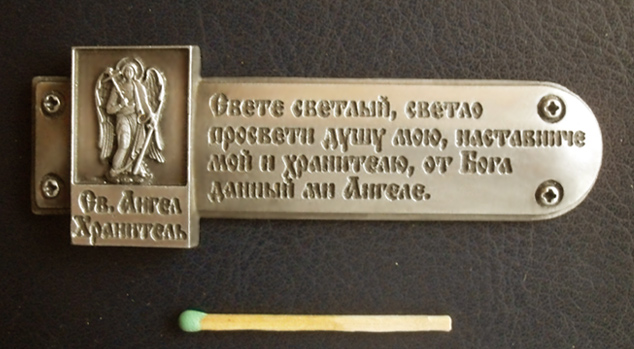 Свете светлый, светло
просвети душу мою, наставниче
мой и хранителю, от Бога
данный ми Ангеле.
Св. Ангел
Хранитель